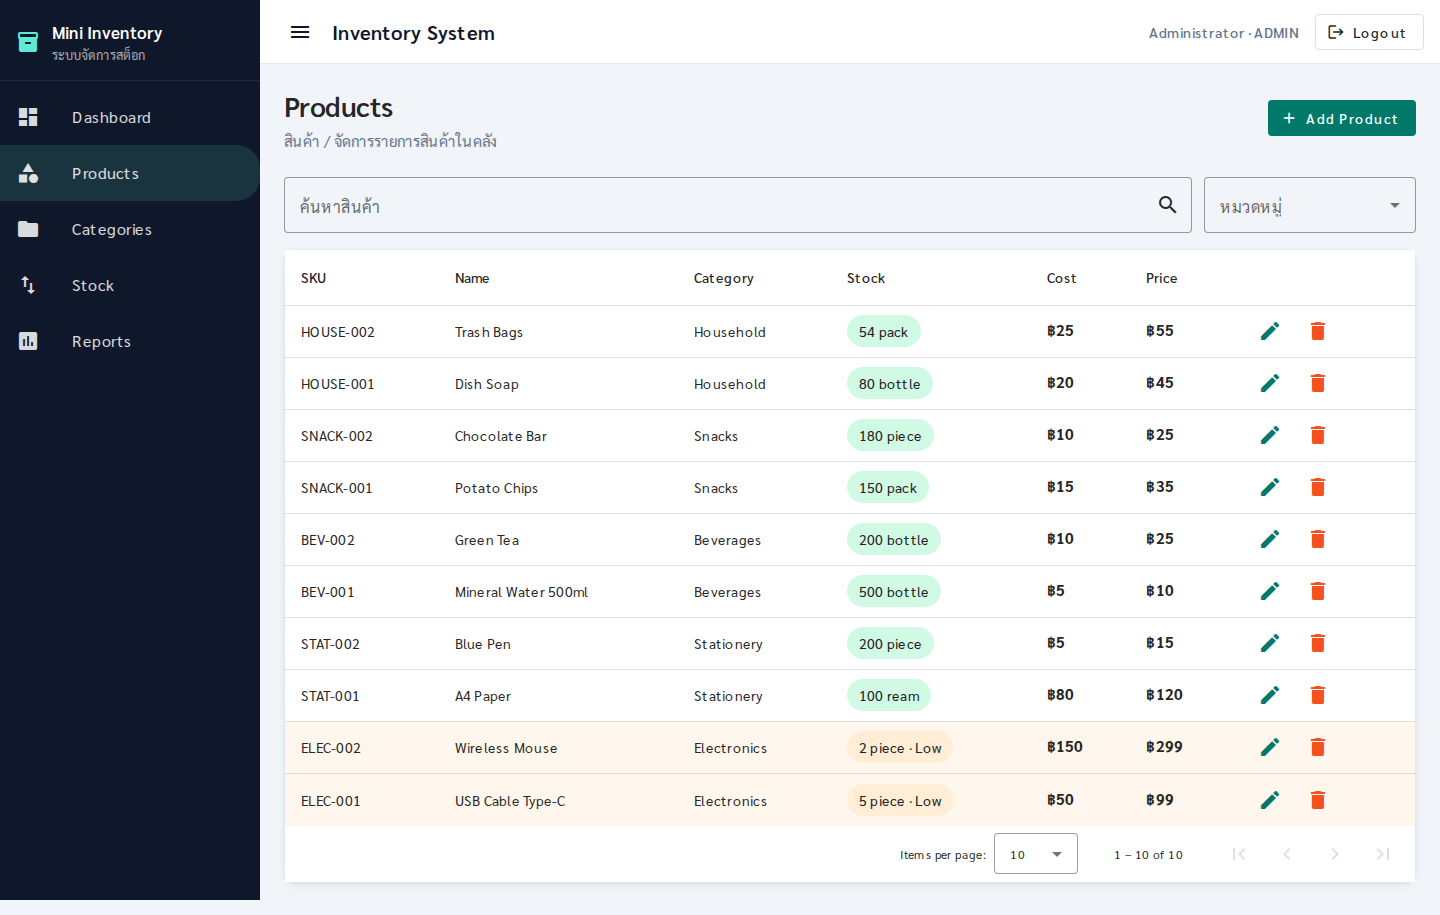 Mini Inventory
ระบบจัดการสต็อก
Dashboard
Products
Categories
Stock
Reports
Inventory System
Administrator · ADMIN
Logout
Products
สินค้า / จัดการรายการสินค้าในคลัง
+ Add Product
ค้นหาสินค้า
หมวดหมู่
SKU Name Category Stock Cost Price
HOUSE-002 Trash Bags Household 54 pack ฿25 ฿55
HOUSE-001 Dish Soap Household 80 bottle ฿20 ฿45
SNACK-002 Chocolate Bar Snacks 180 piece ฿10 ฿25
SNACK-001 Potato Chips Snacks 150 pack ฿15 ฿35
BEV-002 Green Tea Beverages 200 bottle ฿10 ฿25
BEV-001 Mineral Water 500ml Beverages 500 bottle ฿5 ฿10
STAT-002 Blue Pen Stationery 200 piece ฿5 ฿15
STAT-001 A4 Paper Stationery 100 ream ฿80 ฿120
ELEC-002 Wireless Mouse Electronics 2 piece · Low ฿150 ฿299
ELEC-001 USB Cable Type-C Electronics 5 piece · Low ฿50 ฿99
Items per page: 10 1 – 10 of 10